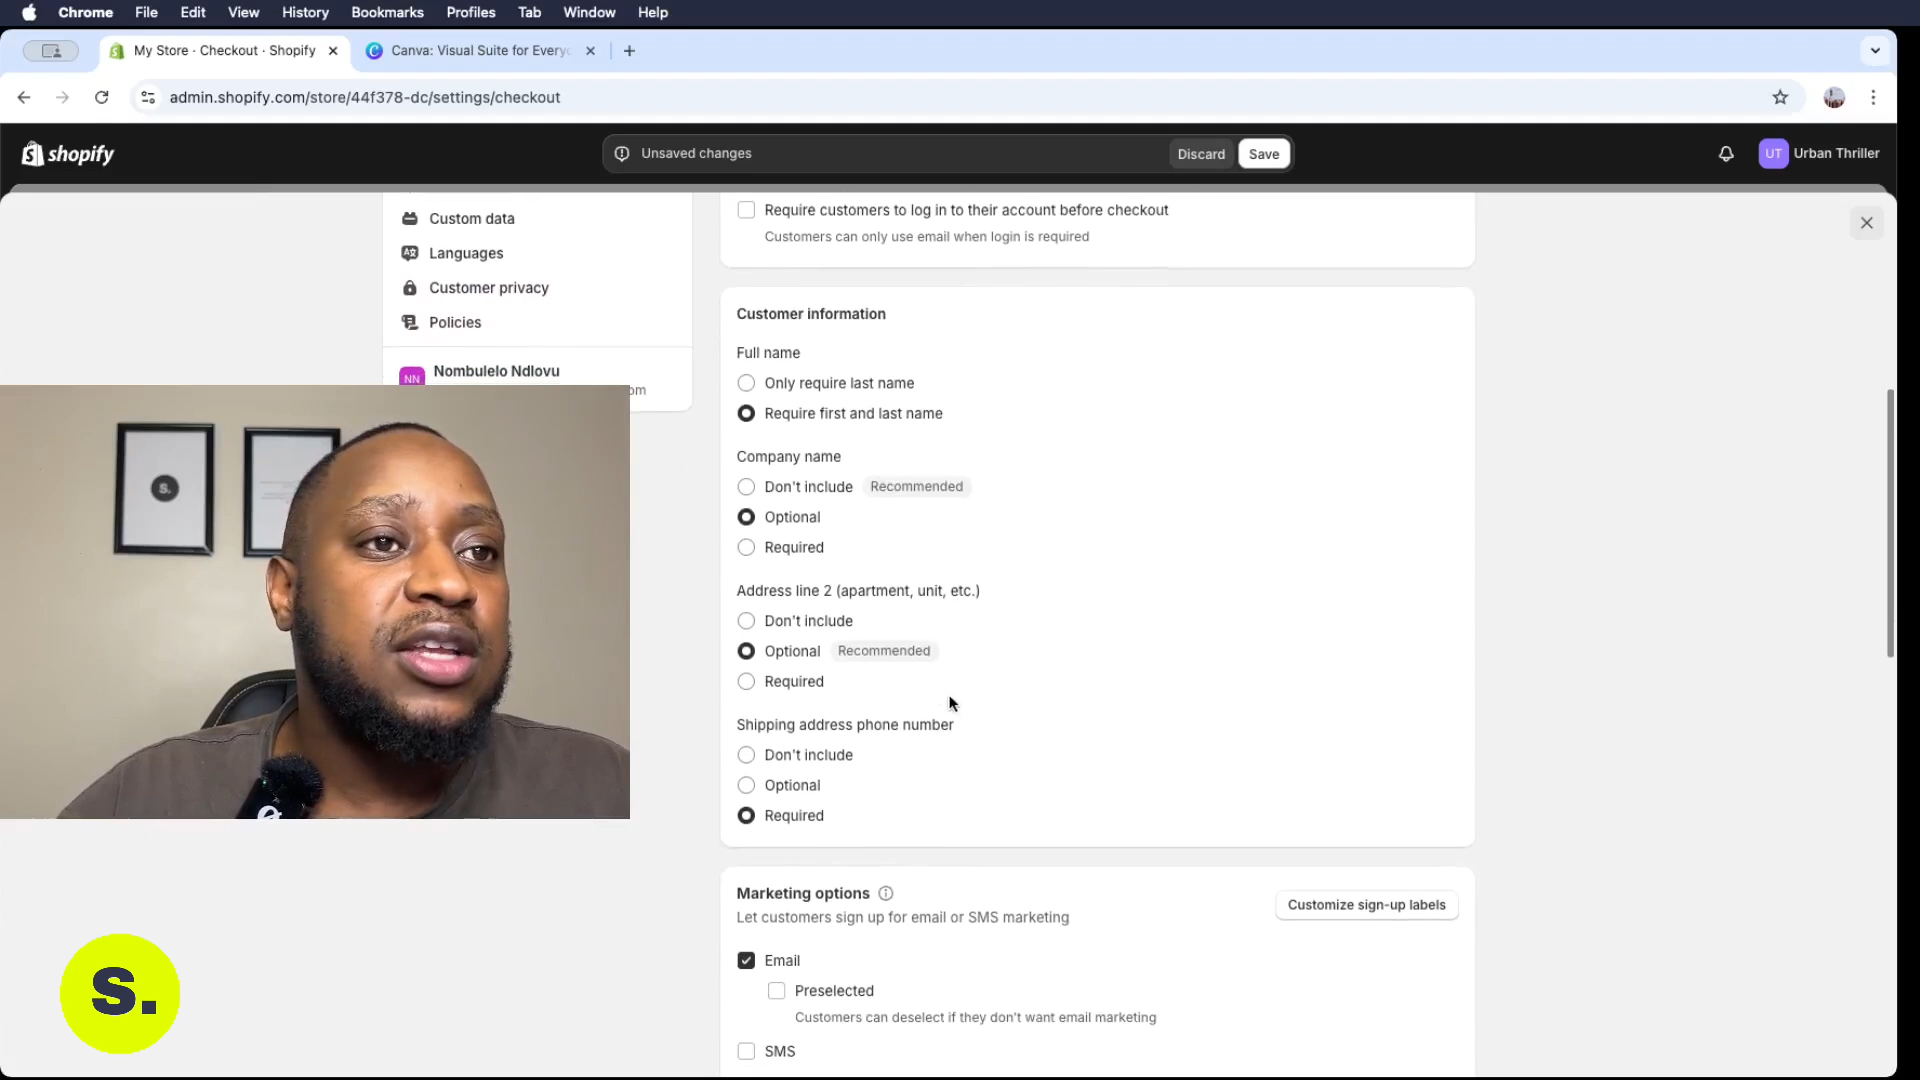 Chrome File Edit View History Bookmarks Profiles Tab Window Help
My Store · Checkout · Shopify
Canva: Visual Suite for Every
admin.shopify.com/store/44f378-dc/settings/checkout
shopify
Unsaved changes
Discard
Save
UT
Urban Thriller
Custom data
Languages
Customer privacy
Policies
NN
Nombulelo Ndlovu
om
Require customers to log in to their account before checkout
Customers can only use email when login is required
Customer information
Full name
Only require last name
Require first and last name
Company name
Don't include Recommended
Optional
Required
Address line 2 (apartment, unit, etc.)
Don't include
Optional Recommended
Required
Shipping address phone number
Don't include
Optional
Required
Marketing options
Customize sign-up labels
Let customers sign up for email or SMS marketing
Email
Preselected
Customers can deselect if they don't want email marketing
SMS
s.
s.